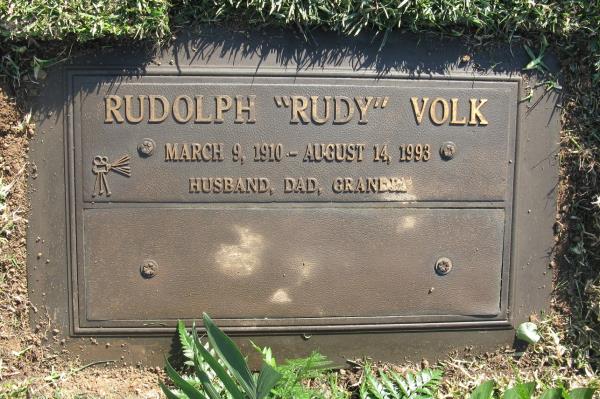 RUDOLPH "RUDY" VOLK
MARCH 9, 1910 – AUGUST 14, 1993
HUSBAND, DAD, GRANDPA